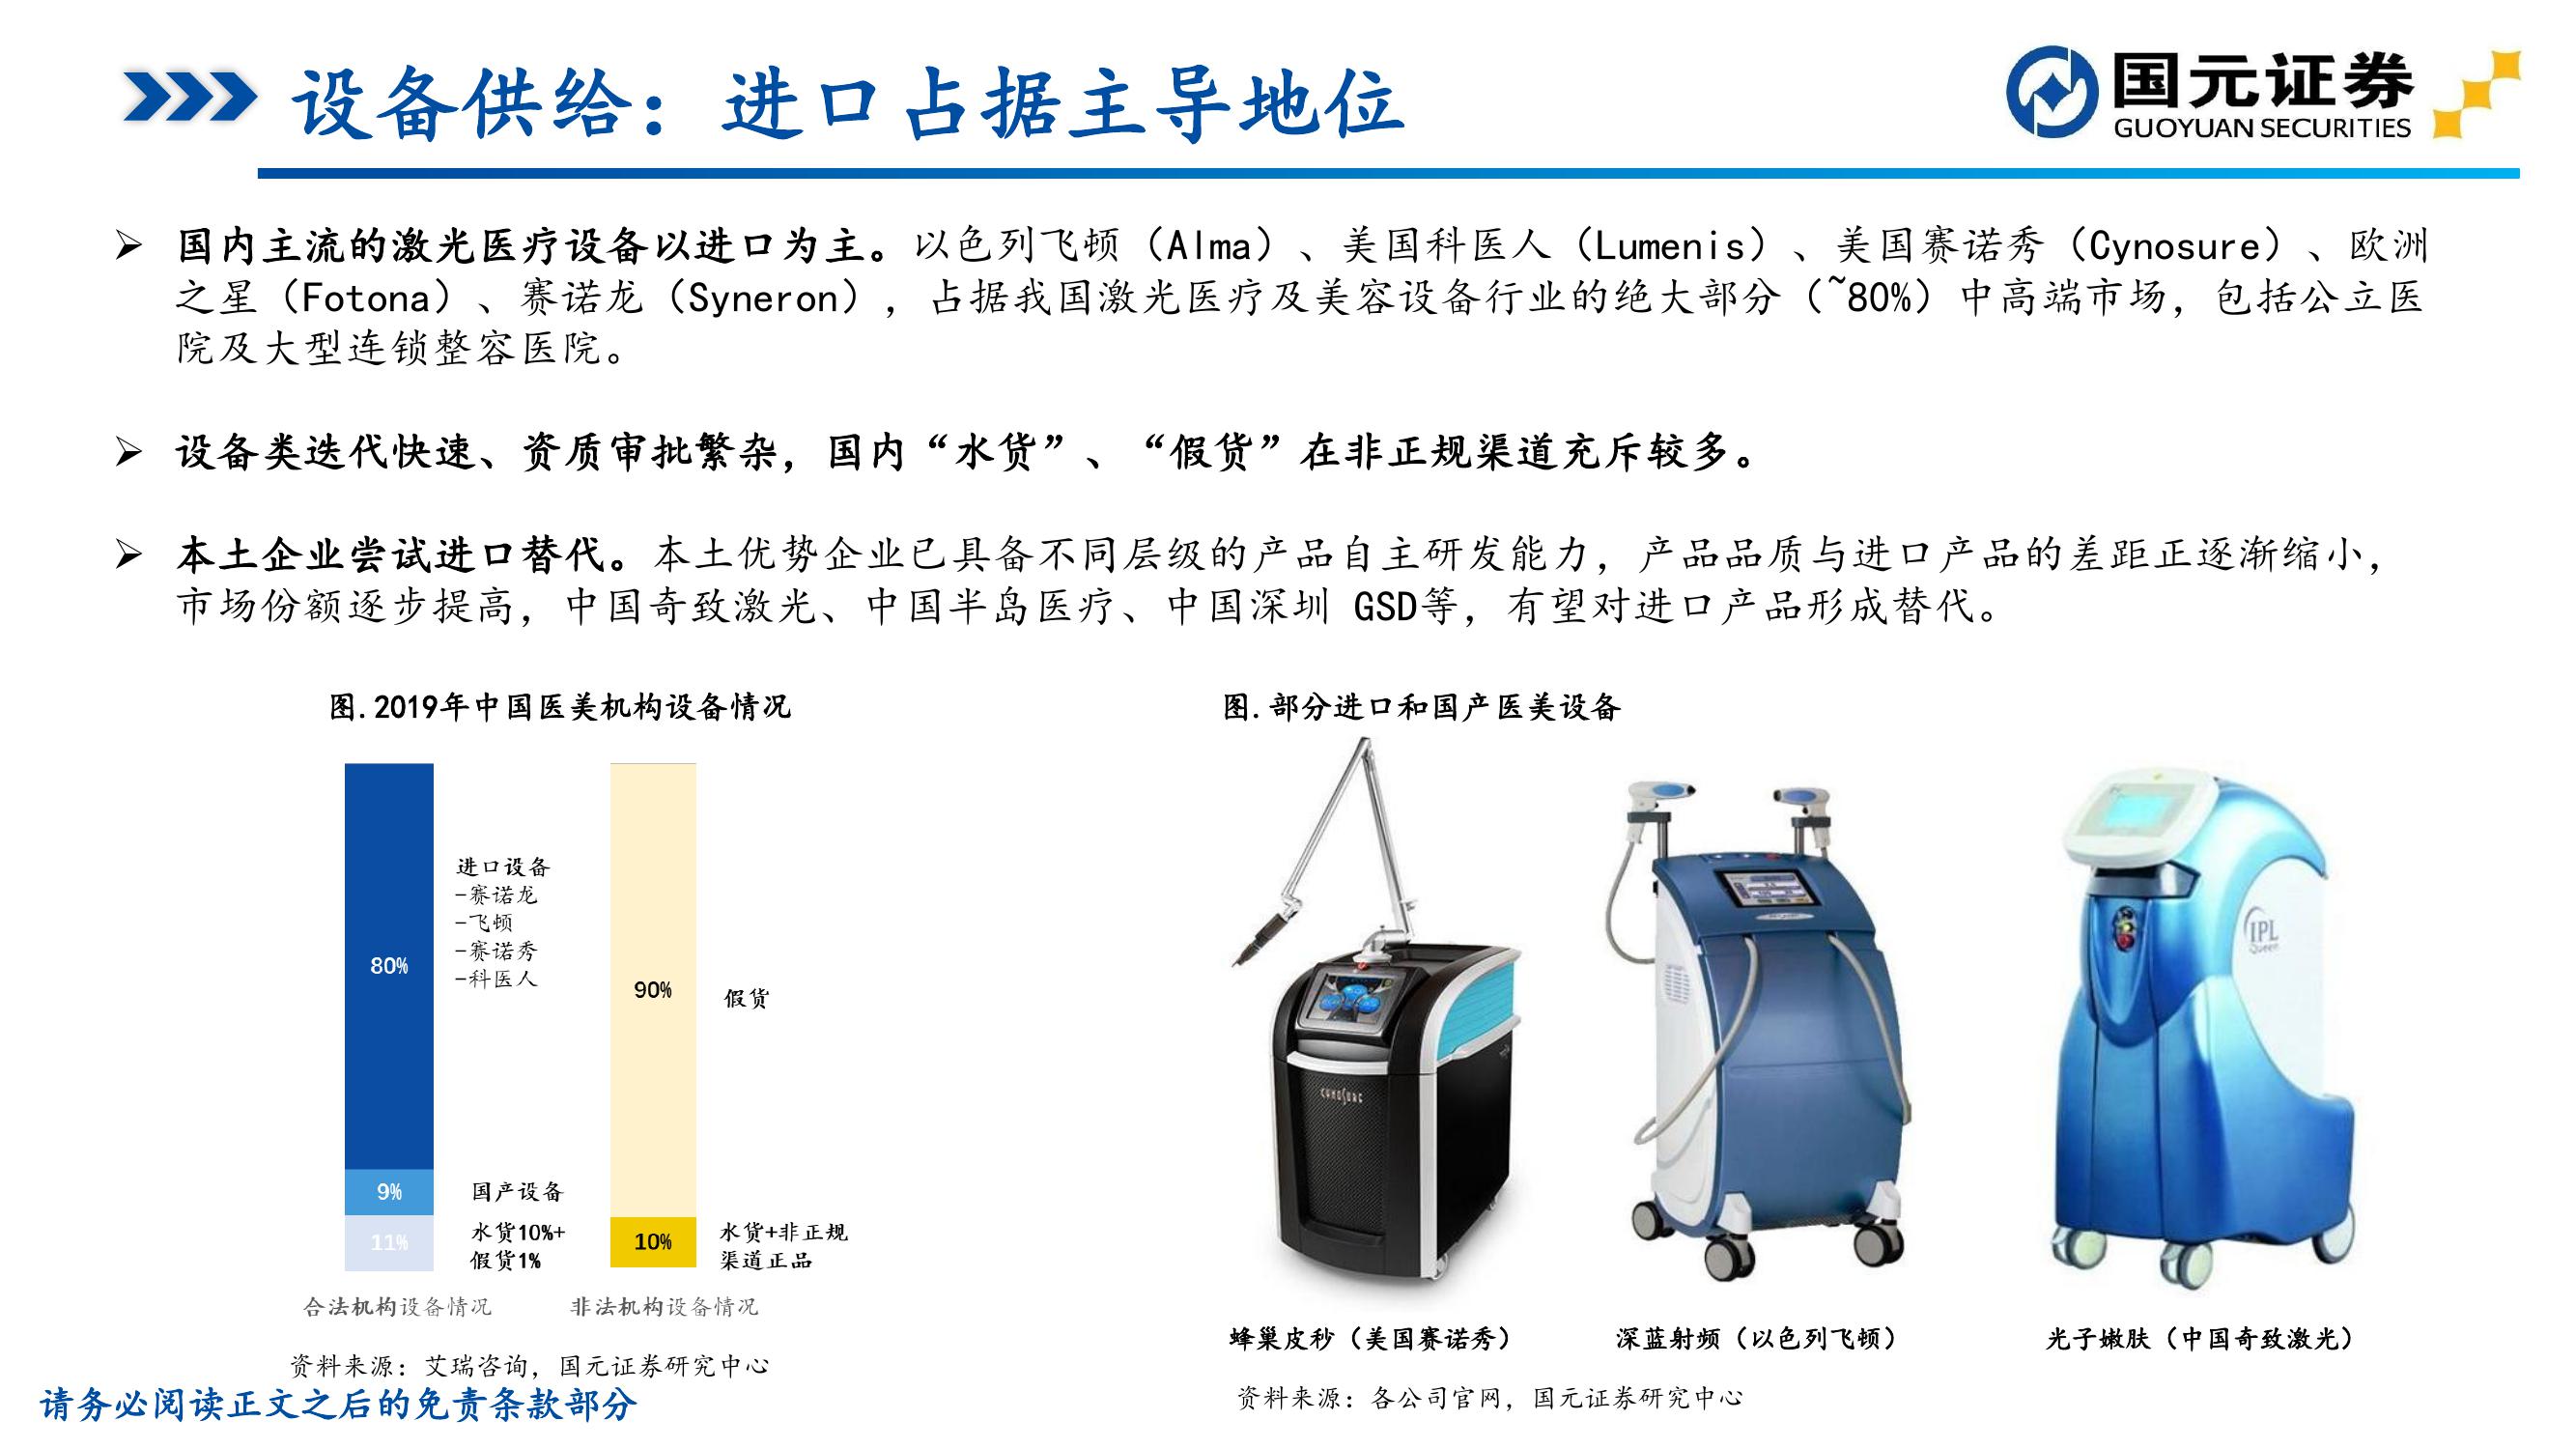 设备供给：进口占据主导地位
国元证券
GUOYUAN SECURITIES
国内主流的激光医疗设备以进口为主。以色列飞顿（Alma）、美国科医人（Lumenis）、美国赛诺秀（Cynosure）、欧洲
之星（Fotona）、赛诺龙（Syneron），占据我国激光医疗及美容设备行业的绝大部分（~80%）中高端市场，包括公立医
院及大型连锁整容医院。
设备类迭代快速、资质审批繁杂，国内“水货”、“假货”在非正规渠道充斥较多。
本土企业尝试进口替代。本土优势企业已具备不同层级的产品自主研发能力，产品品质与进口产品的差距正逐渐缩小，
市场份额逐步提高，中国奇致激光、中国半岛医疗、中国深圳 GSD等，有望对进口产品形成替代。
图.2019年中国医美机构设备情况
80%
进口设备
-赛诺龙
-飞顿
-赛诺秀
-科医人
9%
国产设备
11%
水货10%+
假货1%
90%
假货
10%
水货+非正规
渠道正品
合法机构设备情况
非法机构设备情况
资料来源：艾瑞咨询，国元证券研究中心
图.部分进口和国产医美设备
CYNOSURE
IPL
Queen
蜂巢皮秒（美国赛诺秀）
深蓝射频（以色列飞顿）
光子嫩肤（中国奇致激光）
资料来源：各公司官网，国元证券研究中心
请务必阅读正文之后的免责条款部分